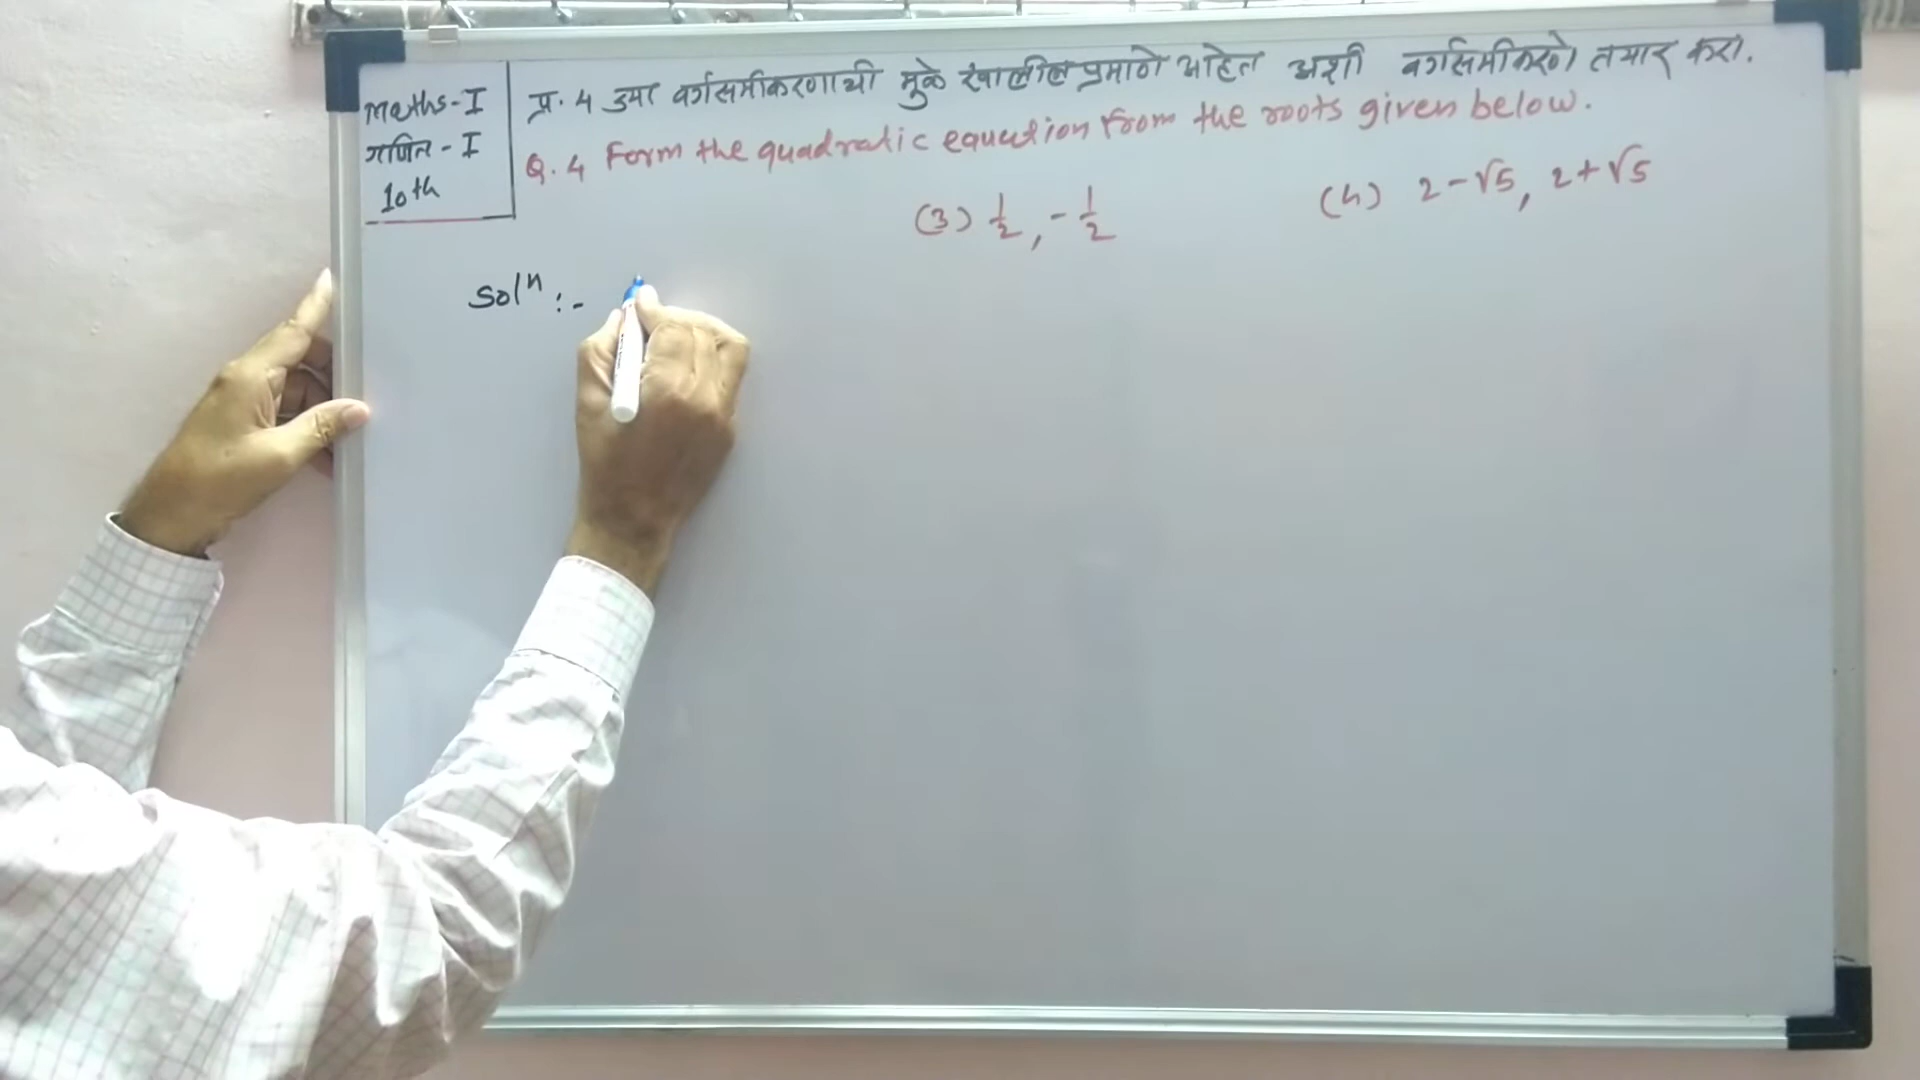 Maths-I
गणित-I
10th
प्र. 4 ज्या वर्गसमीकरणाची मुळे खालीलप्रमाणे आहेत अशी वर्गसमीकरणे तयार करा.
Q. 4 Form the quadratic equation from the roots given below.
(3) 1/2, -1/2 (4) 2-√5, 2+√5
Solⁿ :-